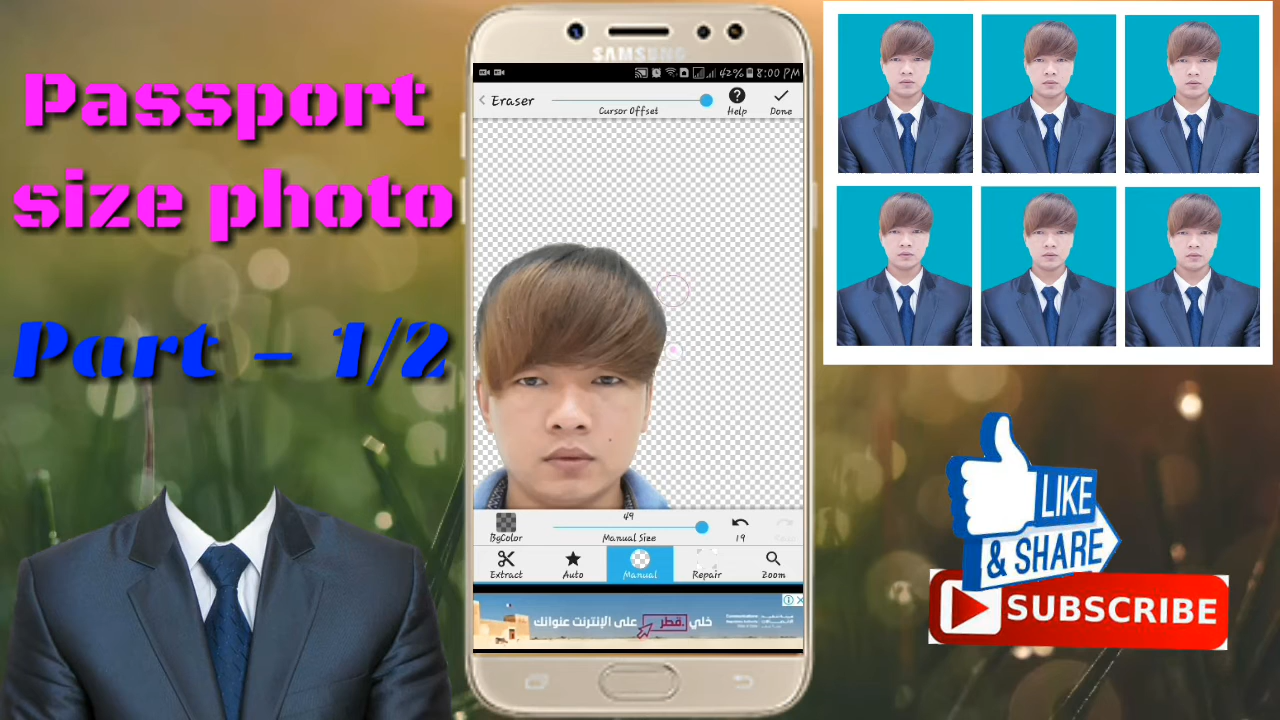 Passport
size photo
Part - 1/2
SAMSUNG
42% 8:00 PM
Eraser
Cursor Offset
Help
Done
BgColor
49
Manual Size
19
Extract
Auto
Manual
Repair
Zoom
خلي .قطر على الإنترنت عنوانك
LIKE
& SHARE
SUBSCRIBE